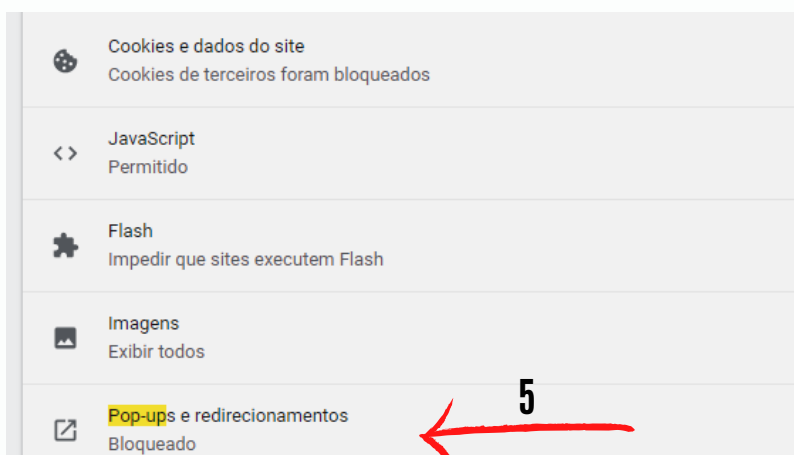 Cookies e dados do site
Cookies de terceiros foram bloqueados
JavaScript
Permitido
Flash
Impedir que sites executem Flash
Imagens
Exibir todos
Pop-ups e redirecionamentos
5
Bloqueado